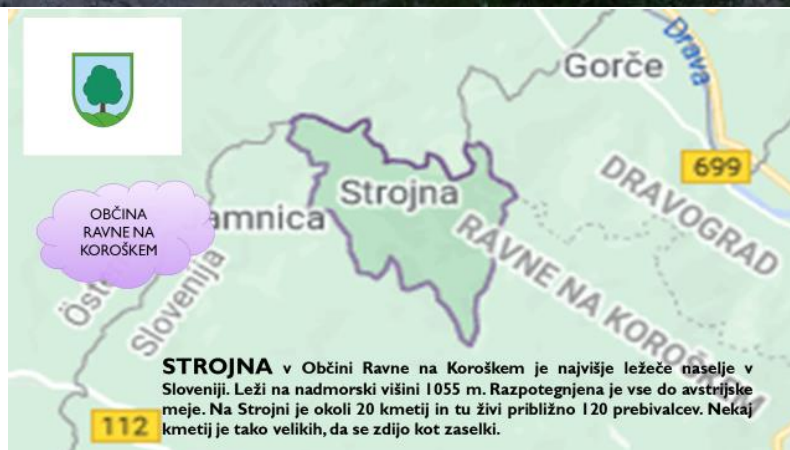 Gorče
Drava
699
Strojna
DRAVOGRAD
OBČINA
RAVNE NA
KOROŠKEM
amnica
RAVNE NA KOROŠKEM
Öste
Slovenija
STROJNA v Občini Ravne na Koroškem je najvišje ležeče naselje v
Sloveniji. Leži na nadmorski višini 1055 m. Razpotegnjena je vse do avstrijske
meje. Na Strojni je okoli 20 kmetij in tu živi približno 120 prebivalcev. Nekaj
kmetij je tako velikih, da se zdijo kot zaselki.
112